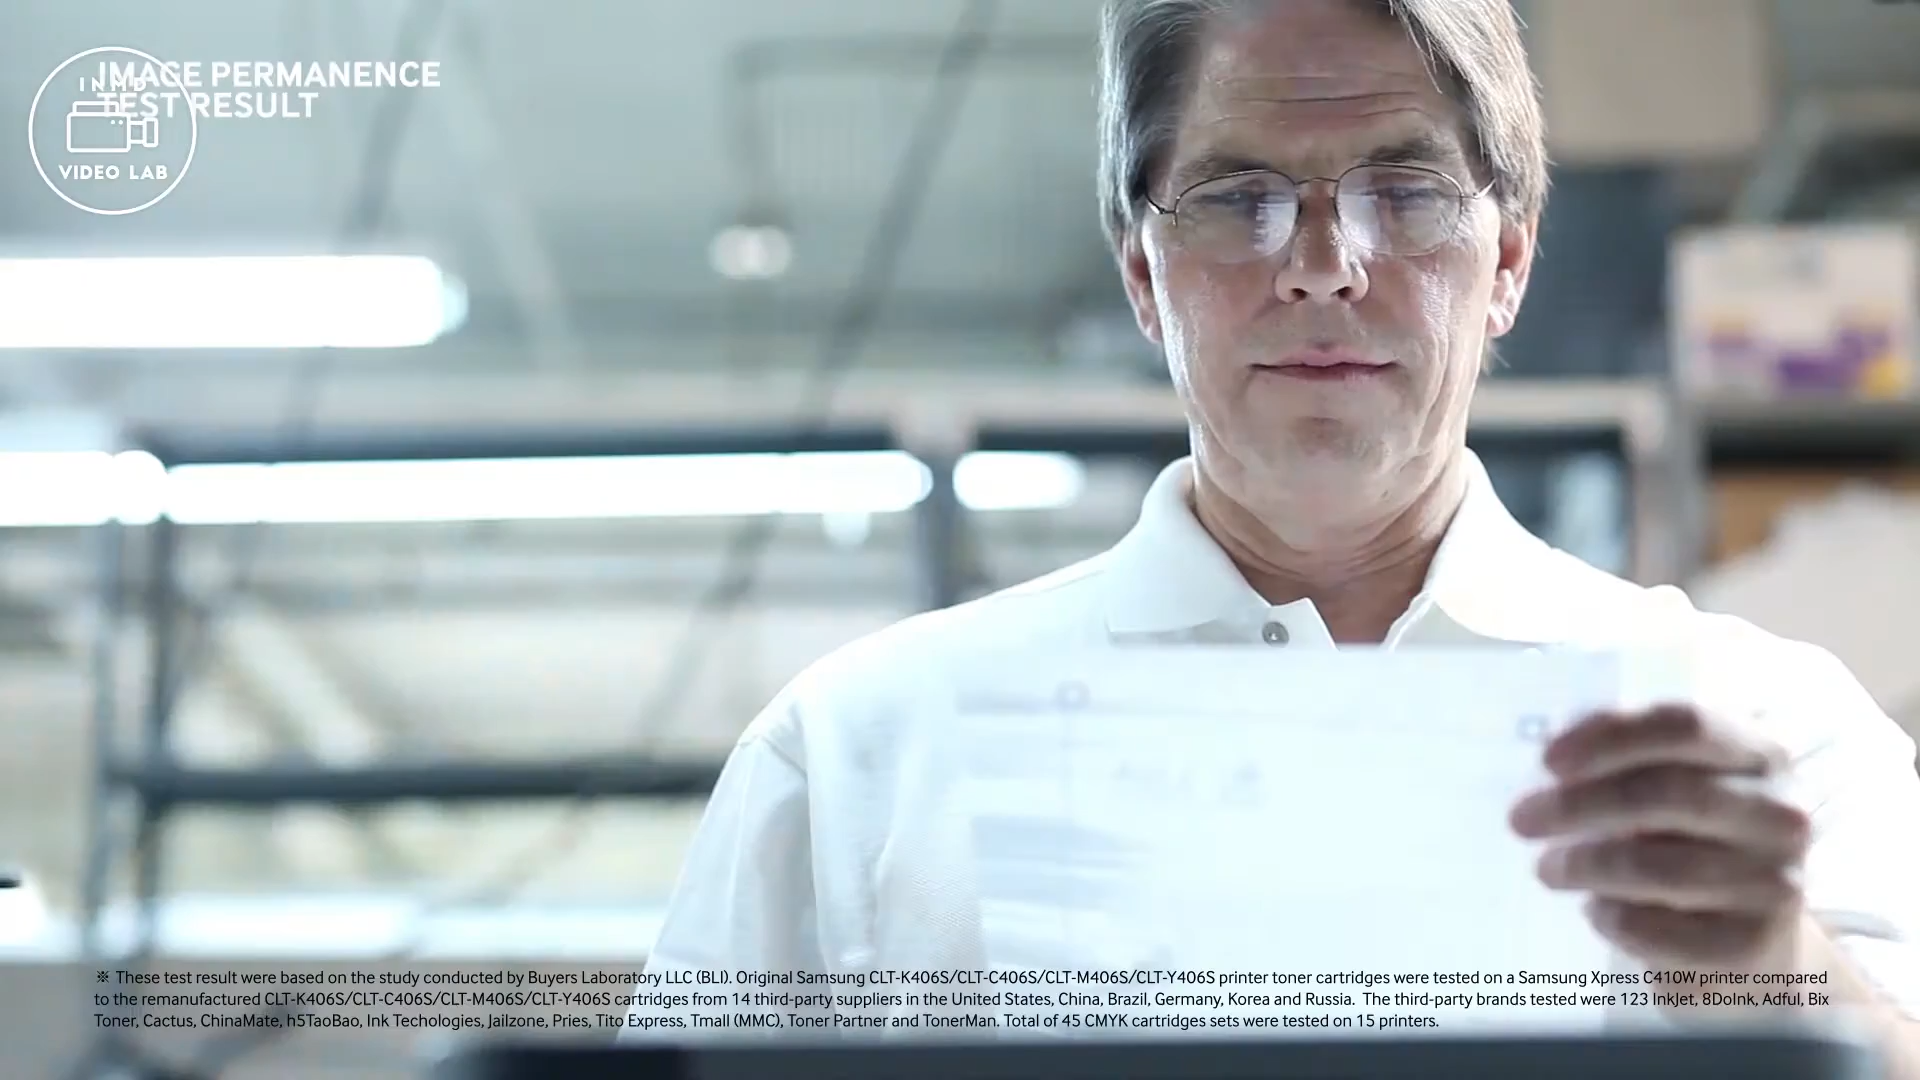 IMAGE PERMANENCE
TEST RESULT
INHD
VIDEO LAB
※ These test result were based on the study conducted by Buyers Laboratory LLC (BLI). Original Samsung CLT-K406S/CLT-C406S/CLT-M406S/CLT-Y406S printer toner cartridges were tested on a Samsung Xpress C410W printer compared
to the remanufactured CLT-K406S/CLT-C406S/CLT-M406S/CLT-Y406S cartridges from 14 third-party suppliers in the United States, China, Brazil, Germany, Korea and Russia. The third-party brands tested were 123 InkJet, 8DoInk, Adful, Bix
Toner, Cactus, ChinaMate, h5TaoBao, Ink Techologies, Jailzone, Pries, Tito Express, Tmall (MMC), Toner Partner and TonerMan. Total of 45 CMYK cartridges sets were tested on 15 printers.